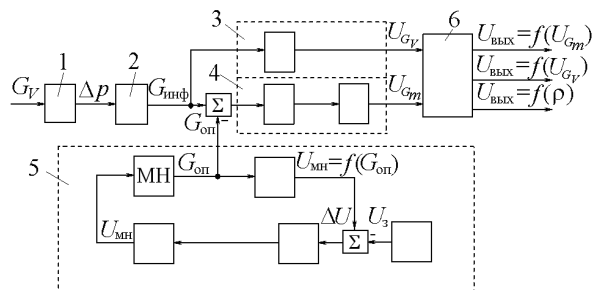 3
6
U_{G_V}
U_{вых}=f(U_{G_m})
U_{вых}=f(U_{G_V})
U_{вых}=f(ρ)
1
2
4
G_V
Δp
G_{инф}
U_{G_m}
Σ
G_{оп}
-
5
МН
G_{оп}
U_{мн}=f(G_{оп})
U_{мн}
ΔU
U_з
Σ
-